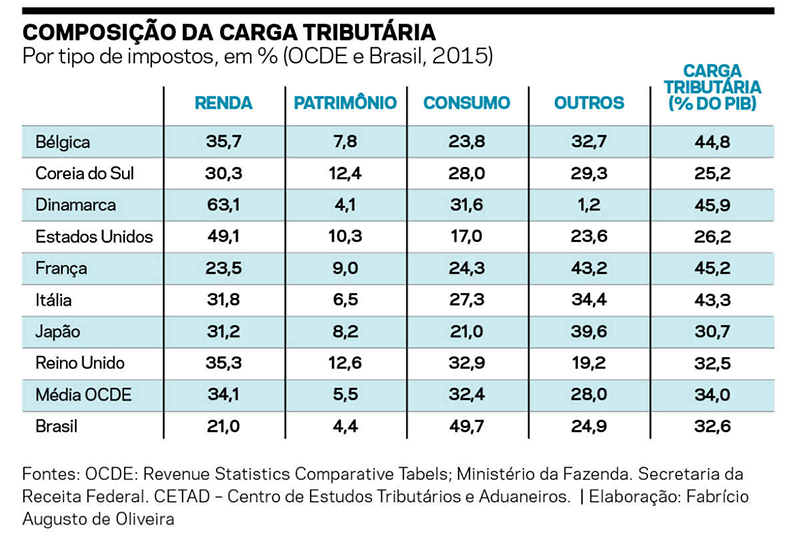 COMPOSIÇÃO DA CARGA TRIBUTÁRIA
Por tipo de impostos, em % (OCDE e Brasil, 2015)
RENDA PATRIMÔNIO CONSUMO OUTROS CARGA TRIBUTÁRIA (% DO PIB)
Bélgica 35,7 7,8 23,8 32,7 44,8
Coreia do Sul 30,3 12,4 28,0 29,3 25,2
Dinamarca 63,1 4,1 31,6 1,2 45,9
Estados Unidos 49,1 10,3 17,0 23,6 26,2
França 23,5 9,0 24,3 43,2 45,2
Itália 31,8 6,5 27,3 34,4 43,3
Japão 31,2 8,2 21,0 39,6 30,7
Reino Unido 35,3 12,6 32,9 19,2 32,5
Média OCDE 34,1 5,5 32,4 28,0 34,0
Brasil 21,0 4,4 49,7 24,9 32,6
Fontes: OCDE: Revenue Statistics Comparative Tabels; Ministério da Fazenda. Secretaria da
Receita Federal. CETAD – Centro de Estudos Tributários e Aduaneiros. | Elaboração: Fabrício
Augusto de Oliveira